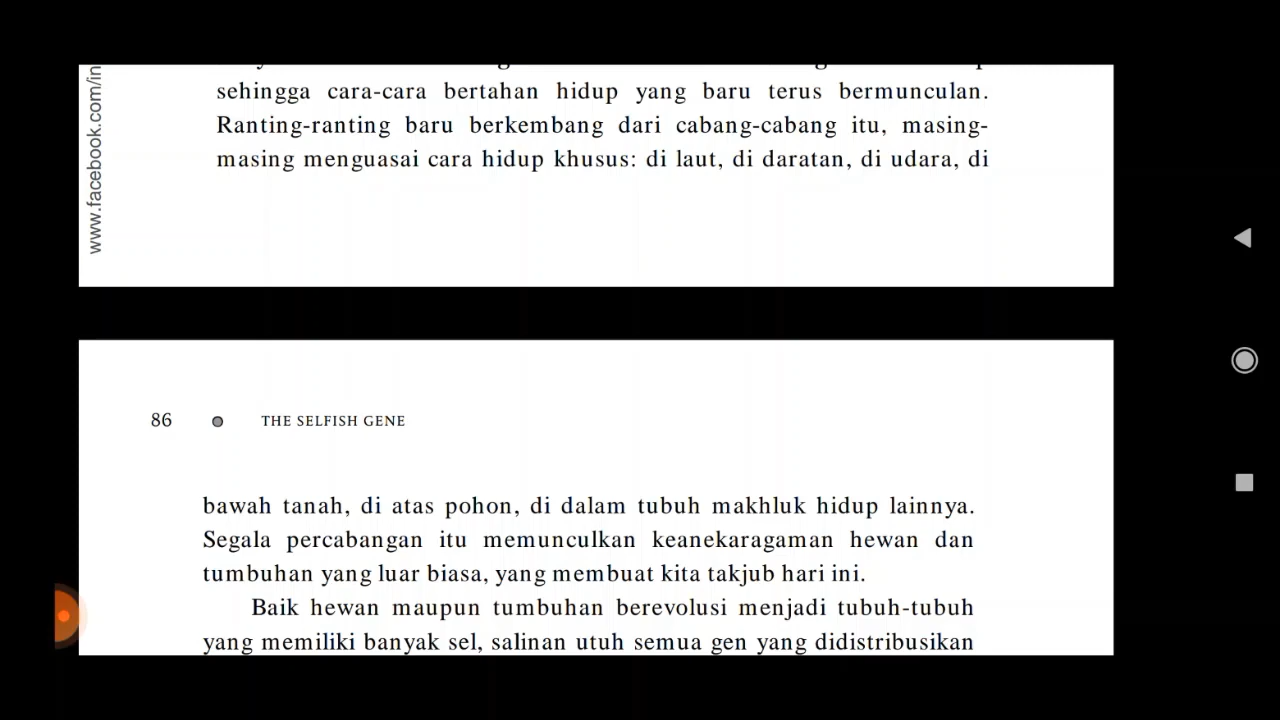 www.facebook.com/in
sehingga cara-cara bertahan hidup yang baru terus bermunculan.
Ranting-ranting baru berkembang dari cabang-cabang itu, masing-
masing menguasai cara hidup khusus: di laut, di daratan, di udara, di
86 THE SELFISH GENE
bawah tanah, di atas pohon, di dalam tubuh makhluk hidup lainnya.
Segala percabangan itu memunculkan keanekaragaman hewan dan
tumbuhan yang luar biasa, yang membuat kita takjub hari ini.
Baik hewan maupun tumbuhan berevolusi menjadi tubuh-tubuh
yang memiliki banyak sel, salinan utuh semua gen yang didistribusikan